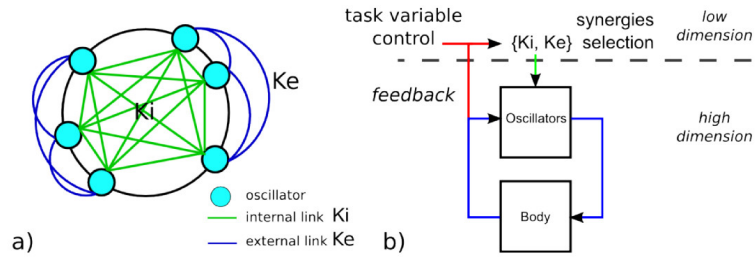 Ki
Ke
oscillator
internal link Ki
external link Ke
a)
task variable
control
{Ki, Ke}
synergies
selection
low
dimension
feedback
Oscillators
high
dimension
Body
b)